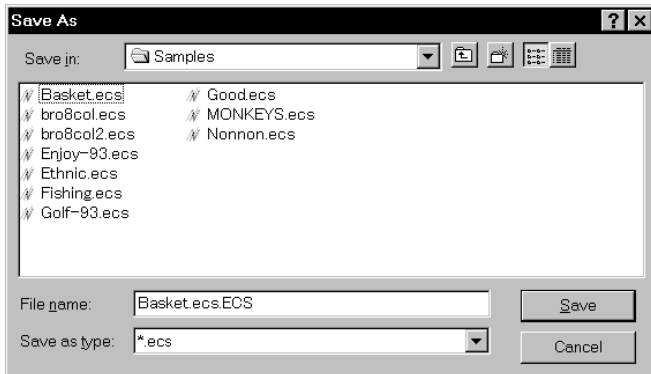 Save As
Save in: Samples
Basket.ecs
bro8col.ecs
bro8col2.ecs
Enjoy-93.ecs
Ethnic.ecs
Fishing.ecs
Golf-93.ecs
Good.ecs
MONKEYS.ecs
Nonnon.ecs
File name: Basket.ecs.ECS Save
Save as type: *.ecs Cancel